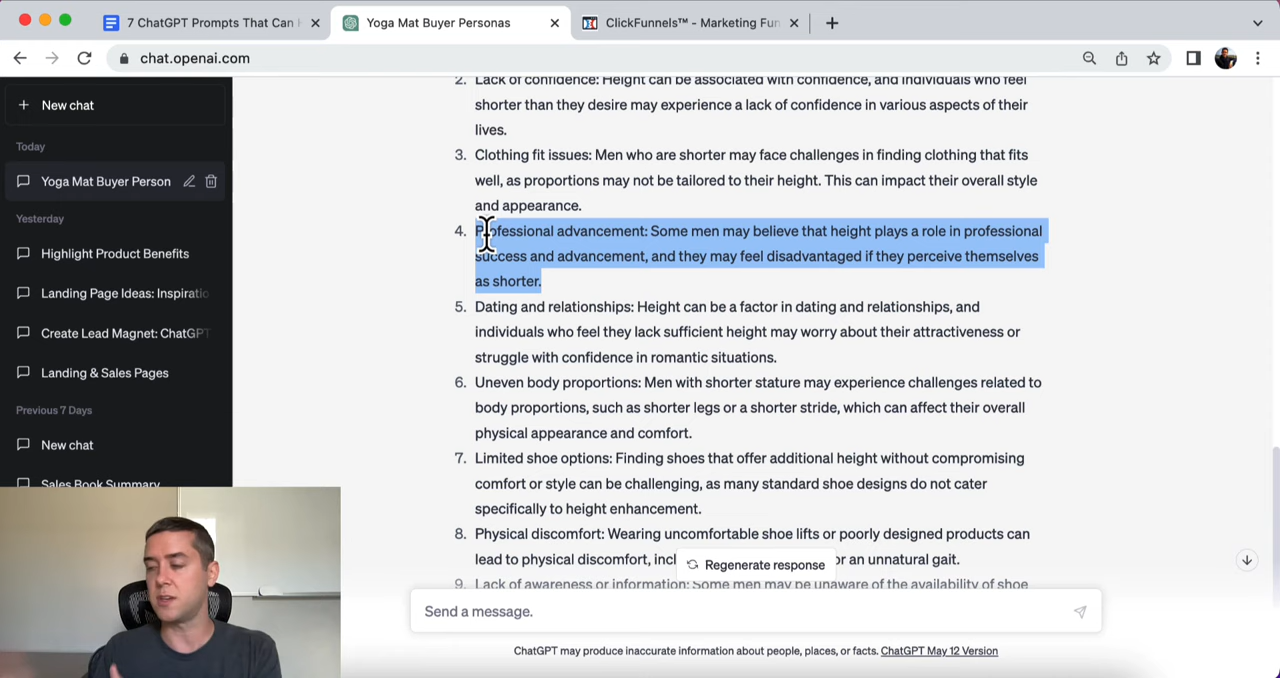 7 ChatGPT Prompts That Can
Yoga Mat Buyer Personas
ClickFunnels™ - Marketing Fun
chat.openai.com
New chat
Today
Yoga Mat Buyer Person
Yesterday
Highlight Product Benefits
Landing Page Ideas: Inspiratio
Create Lead Magnet: ChatGPT
Landing & Sales Pages
Previous 7 Days
New chat
Sales Book Summary
2. Lack of confidence: Height can be associated with confidence, and individuals who feel
shorter than they desire may experience a lack of confidence in various aspects of their
lives.
3. Clothing fit issues: Men who are shorter may face challenges in finding clothing that fits
well, as proportions may not be tailored to their height. This can impact their overall style
and appearance.
4. Professional advancement: Some men may believe that height plays a role in professional
success and advancement, and they may feel disadvantaged if they perceive themselves
as shorter.
5. Dating and relationships: Height can be a factor in dating and relationships, and
individuals who feel they lack sufficient height may worry about their attractiveness or
struggle with confidence in romantic situations.
6. Uneven body proportions: Men with shorter stature may experience challenges related to
body proportions, such as shorter legs or a shorter stride, which can affect their overall
physical appearance and comfort.
7. Limited shoe options: Finding shoes that offer additional height without compromising
comfort or style can be challenging, as many standard shoe designs do not cater
specifically to height enhancement.
8. Physical discomfort: Wearing uncomfortable shoe lifts or poorly designed products can
lead to physical discomfort, incl
Regenerate response
or an unnatural gait.
9. Lack of awareness or information: Some men may be unaware of the availability of shoe
Send a message.
ChatGPT may produce inaccurate information about people, places, or facts. ChatGPT May 12 Version